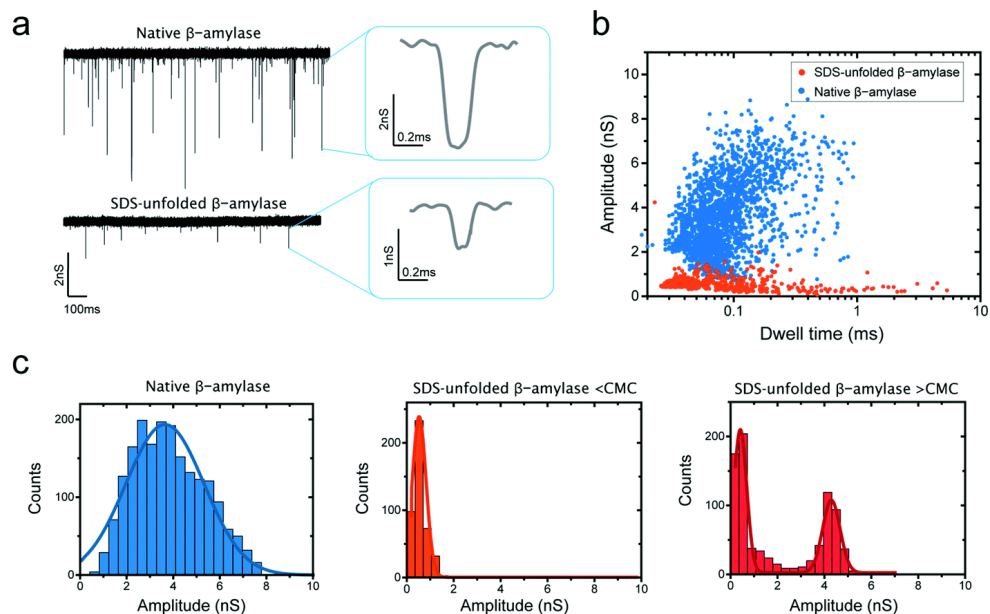 a
Native β-amylase
2nS
0.2ms
SDS-unfolded β-amylase
1nS
0.2ms
2nS
100ms
b
10
8
6
4
2
0
Amplitude (nS)
SDS-unfolded β-amylase
Native β-amylase
0.1
1
10
Dwell time (ms)
c
Native β-amylase
200
100
0
Counts
0
2
4
6
8
10
Amplitude (nS)
SDS-unfolded β-amylase <CMC
200
100
0
Counts
0
2
4
6
8
10
Amplitude (nS)
SDS-unfolded β-amylase >CMC
200
100
0
Counts
0
2
4
6
8
10
Amplitude (nS)